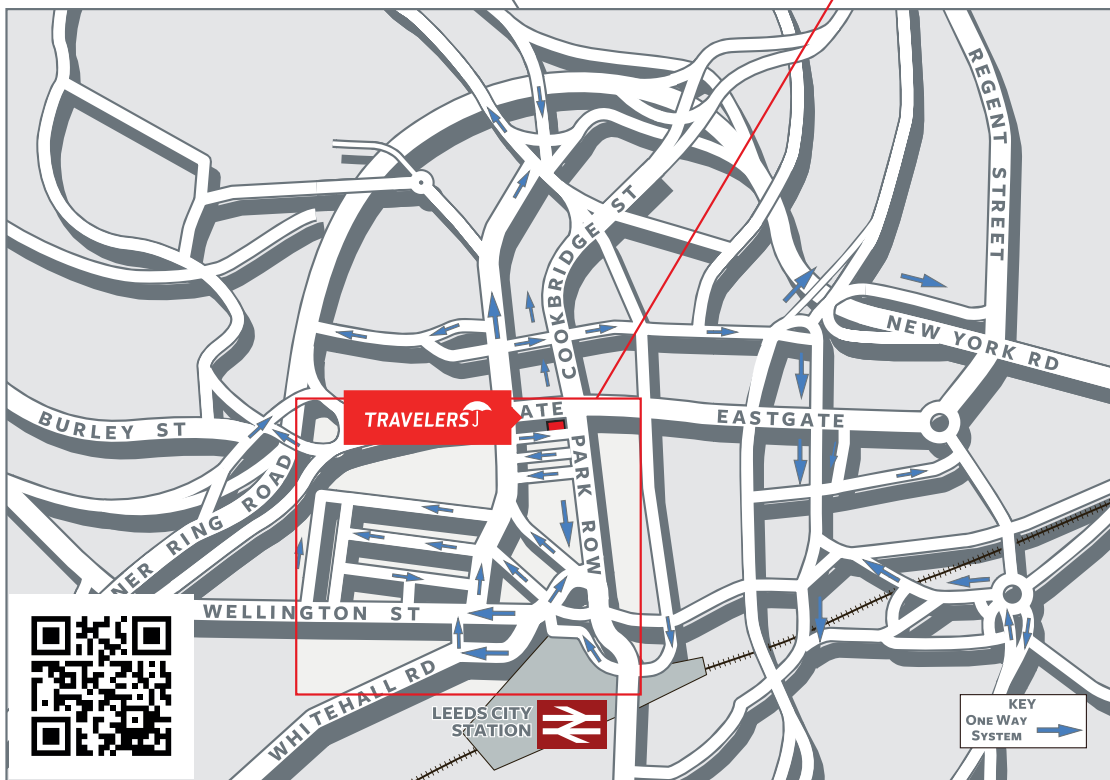 REGENT STREET
COOKBRIDGE ST
NEW YORK RD
TRAVELERS
ATE
EASTGATE
BURLEY ST
PARK ROW
NER RING ROAD
WELLINGTON ST
WHITEHALL RD
LEEDS CITY
STATION
KEY
ONE WAY
SYSTEM